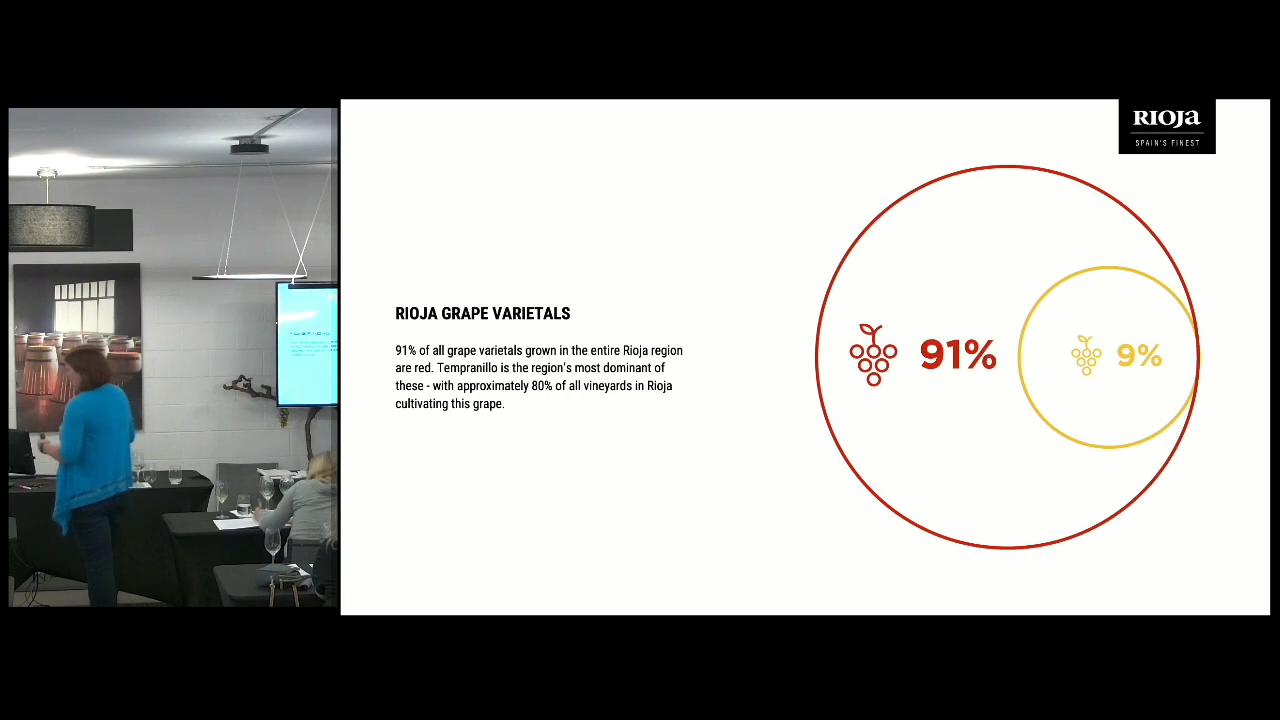 RIOJA
SPAIN'S FINEST
RIOJA GRAPE VARIETALS
91% of all grape varietals grown in the entire Rioja region
are red. Tempranillo is the region's most dominant of
these - with approximately 80% of all vineyards in Rioja
cultivating this grape.
91%
9%